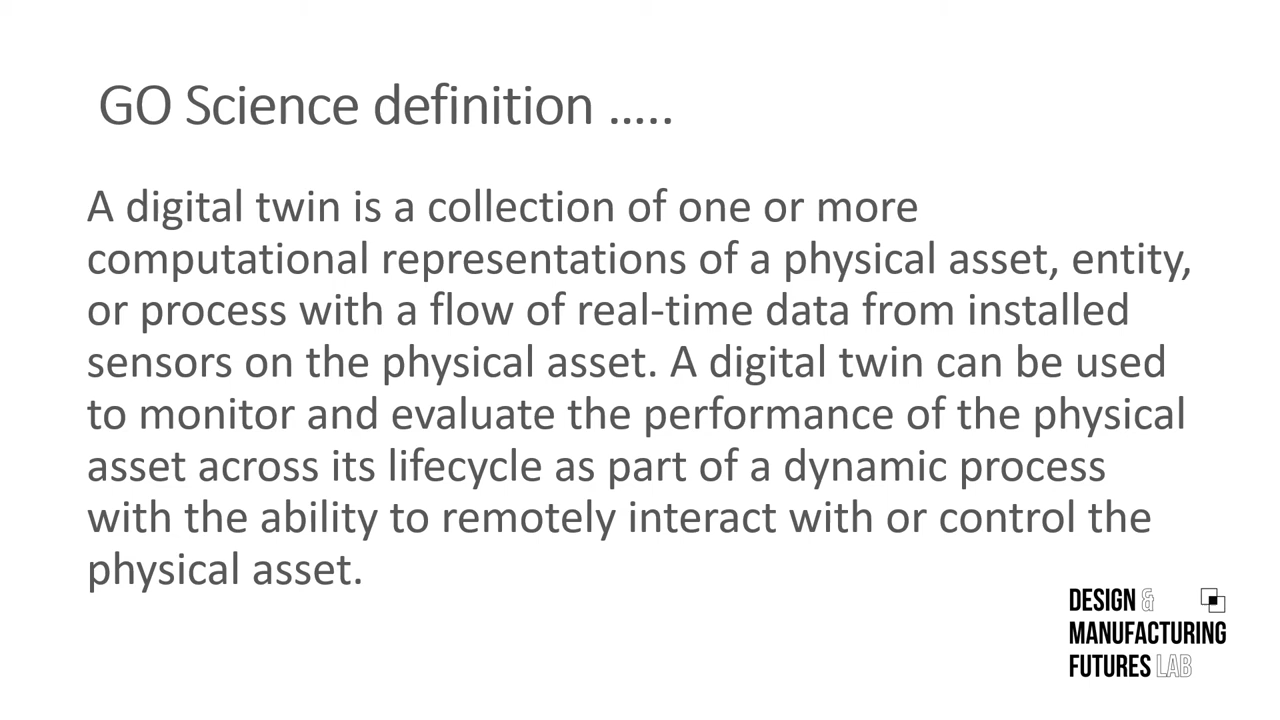 GO Science definition .....
A digital twin is a collection of one or more
computational representations of a physical asset, entity,
or process with a flow of real-time data from installed
sensors on the physical asset. A digital twin can be used
to monitor and evaluate the performance of the physical
asset across its lifecycle as part of a dynamic process
with the ability to remotely interact with or control the
physical asset.
DESIGN &
MANUFACTURING
FUTURES LAB